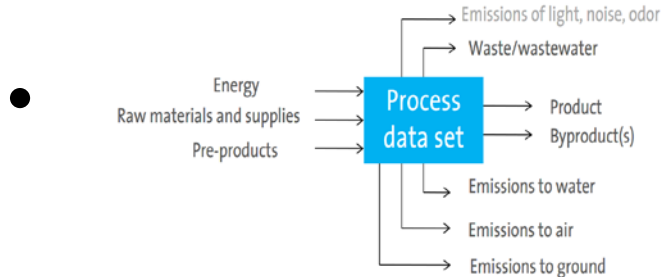 Emissions of light, noise, odor
Waste/wastewater
Energy
Raw materials and supplies
Pre-products
Process
data set
Product
Byproduct(s)
Emissions to water
Emissions to air
Emissions to ground